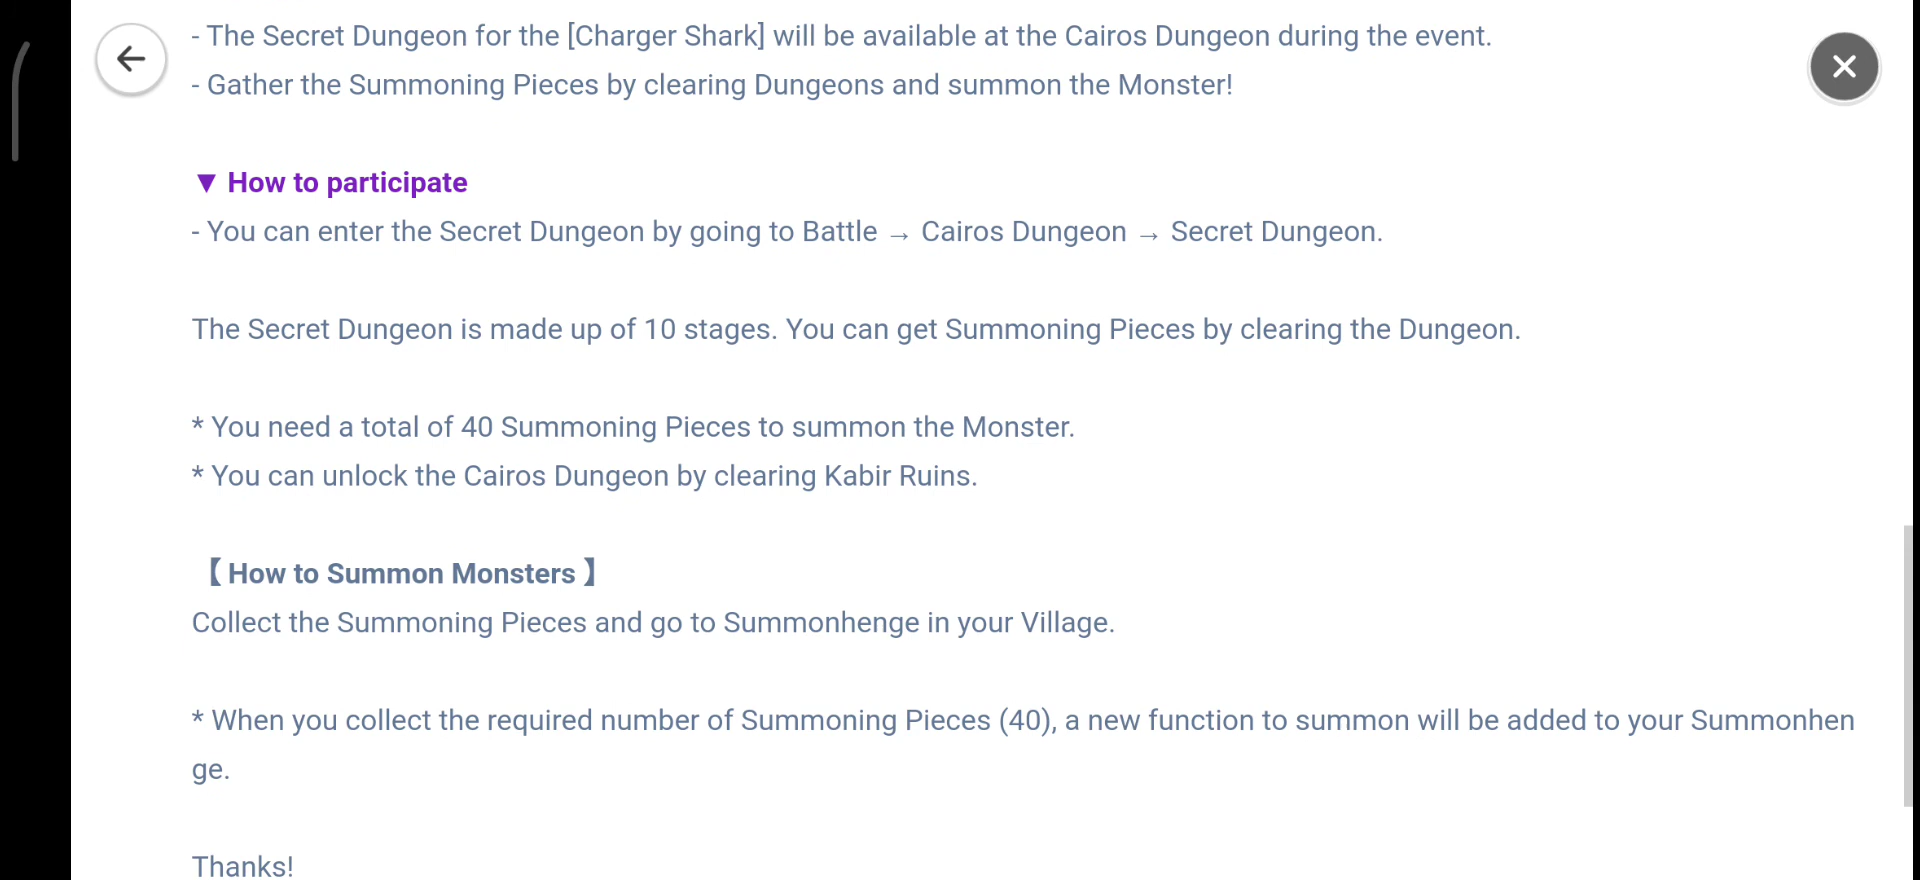 - The Secret Dungeon for the [Charger Shark] will be available at the Cairos Dungeon during the event.
- Gather the Summoning Pieces by clearing Dungeons and summon the Monster!
▼ How to participate
- You can enter the Secret Dungeon by going to Battle → Cairos Dungeon → Secret Dungeon.
The Secret Dungeon is made up of 10 stages. You can get Summoning Pieces by clearing the Dungeon.
* You need a total of 40 Summoning Pieces to summon the Monster.
* You can unlock the Cairos Dungeon by clearing Kabir Ruins.
【 How to Summon Monsters 】
Collect the Summoning Pieces and go to Summonhenge in your Village.
* When you collect the required number of Summoning Pieces (40), a new function to summon will be added to your Summonhen
ge.
Thanks!